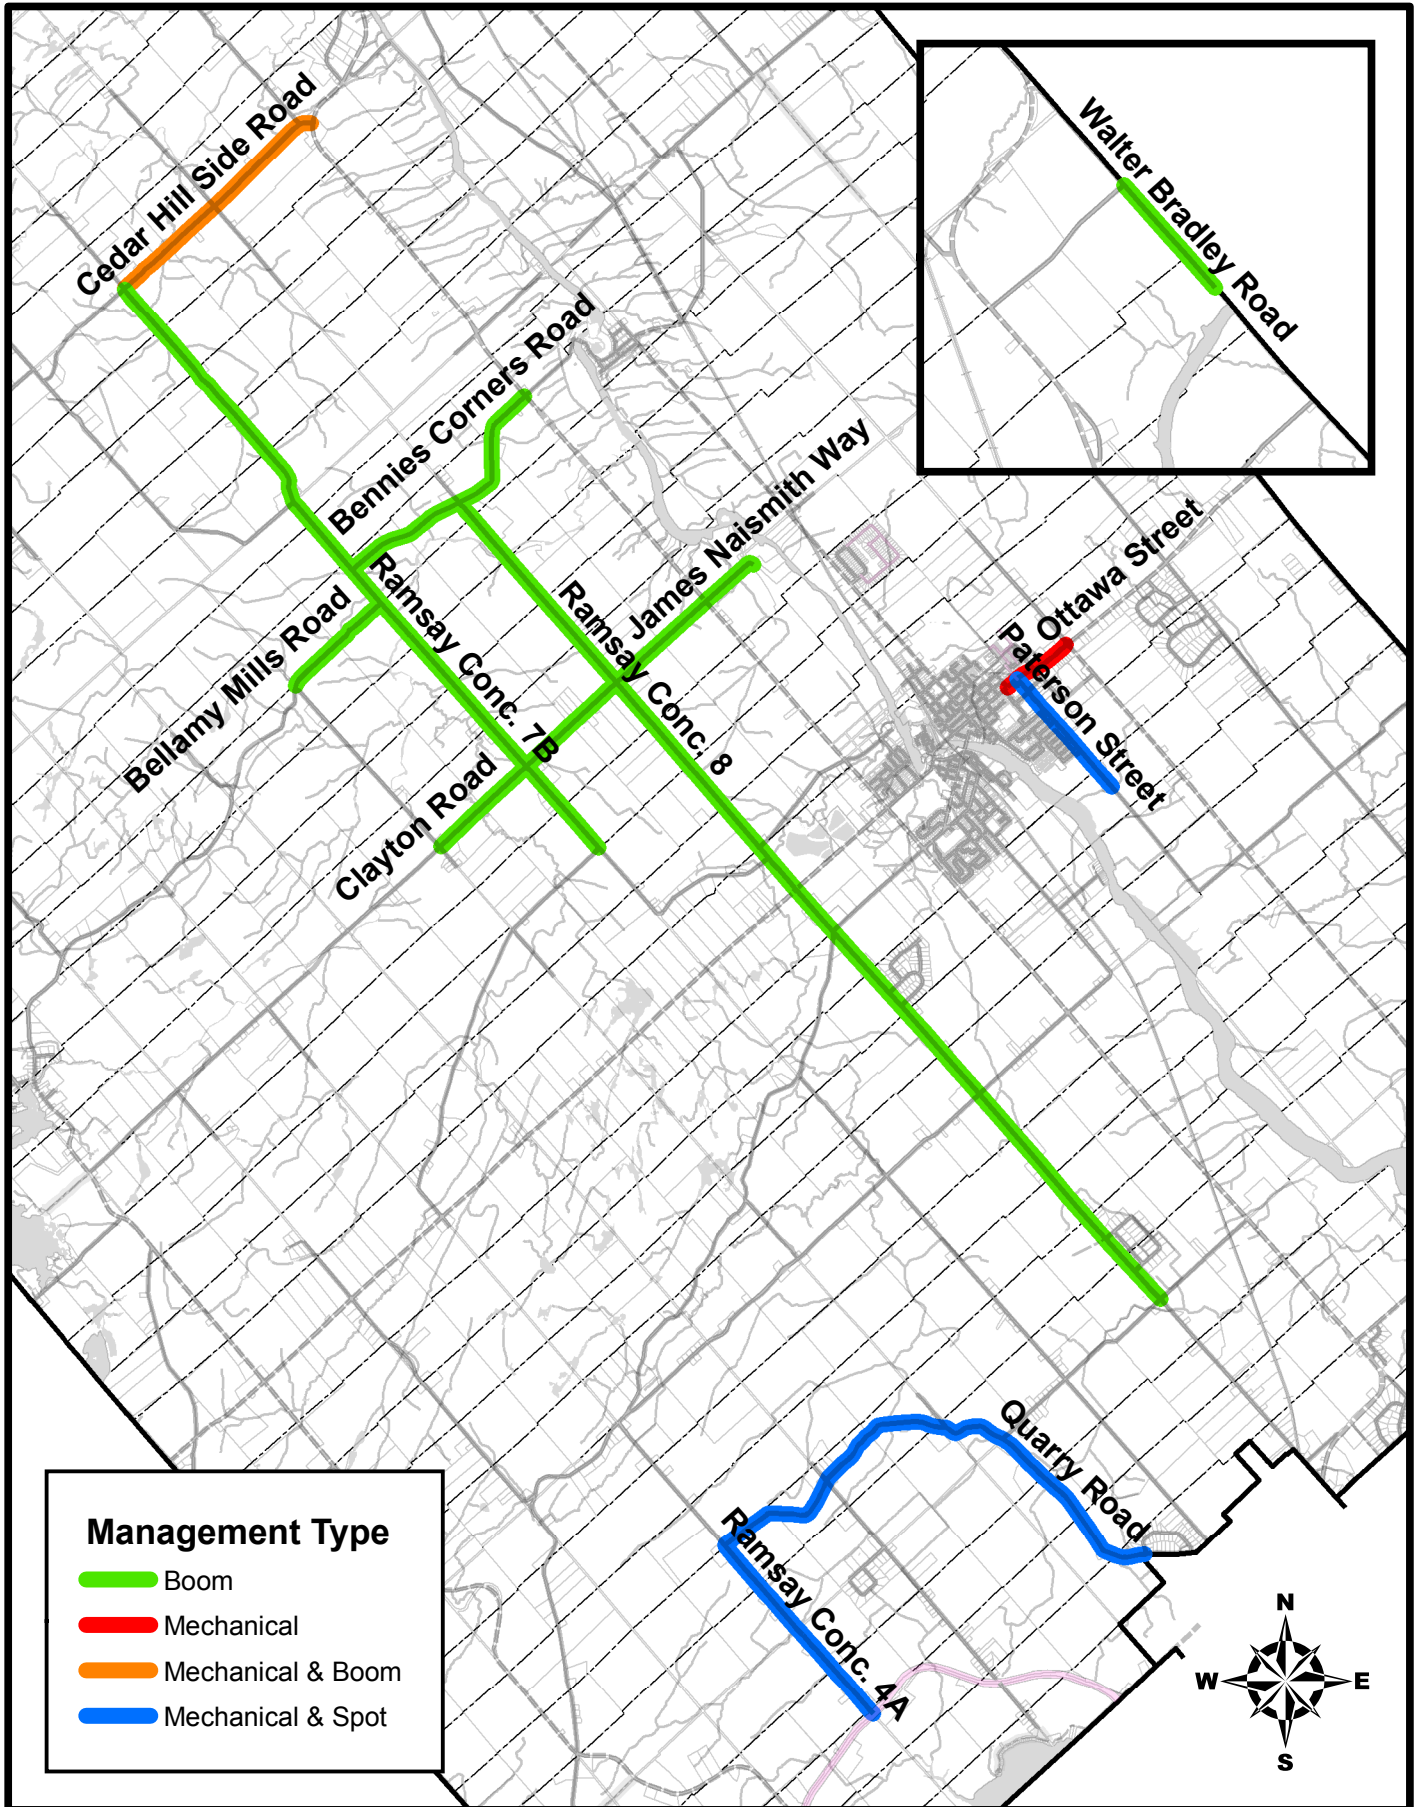 Cedar Hill Side Road
Walter Bradley Road
Bennies Corners Road
James Naismith Way
Ottawa Street
Paterson Street
Ramsay Conc. 7B
Ramsay Conc. 8
Bellamy Mills Road
Clayton Road
Quarry Road
Ramsay Conc. 4A
Management Type
Boom
Mechanical
Mechanical & Boom
Mechanical & Spot
N
W E
S